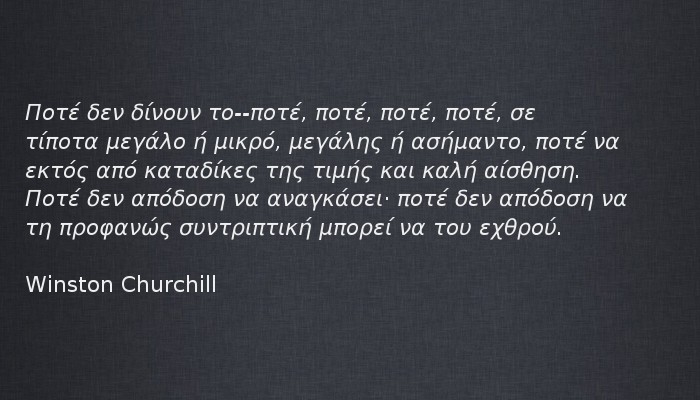 Ποτέ δεν δίνουν το--ποτέ, ποτέ, ποτέ, ποτέ, σε
τίποτα μεγάλο ή μικρό, μεγάλης ή ασήμαντο, ποτέ να
εκτός από καταδίκες της τιμής και καλή αίσθηση.
Ποτέ δεν απόδοση να αναγκάσει· ποτέ δεν απόδοση να
τη προφανώς συντριπτική μπορεί να του εχθρού.
Winston Churchill